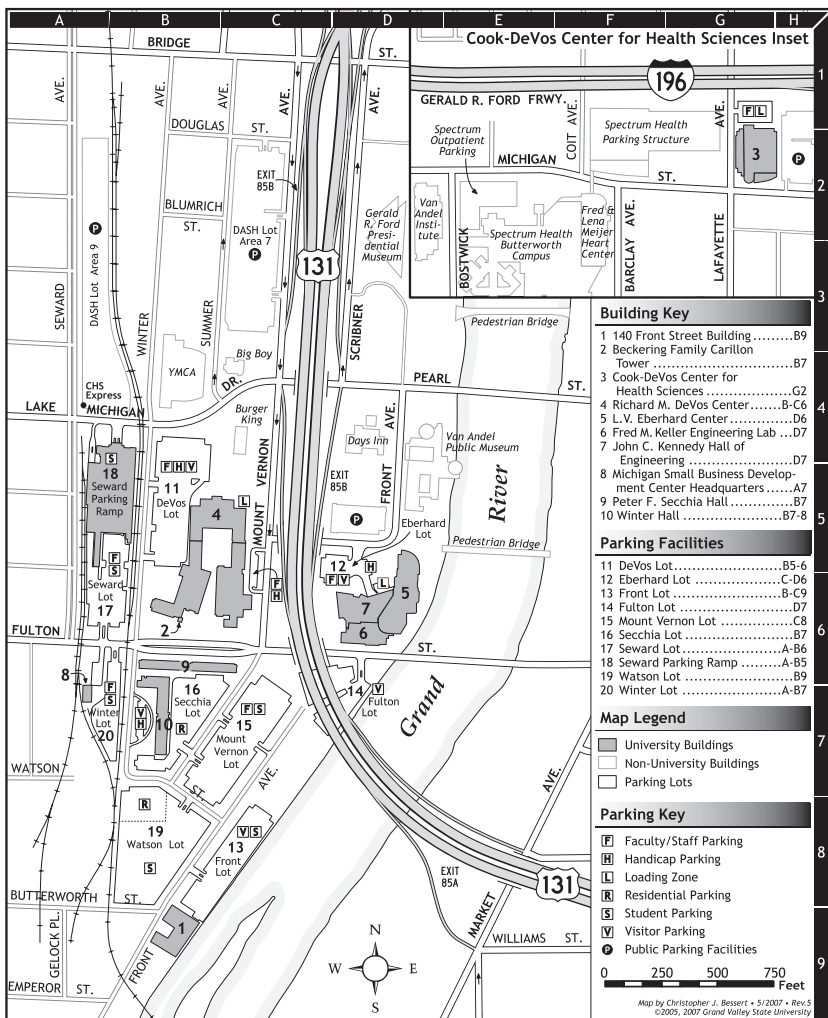 A B C D E F G H
1
2
3
4
5
6
7
8
9
Cook-DeVos Center for Health Sciences Inset
196
GERALD R. FORD FRWY.
Spectrum
Outpatient
Parking
MICHIGAN
ST.
COIT AVE.
Spectrum Health
Parking Structure
AVE.
F L
3
P
Van
Andel
Insti-
tute
BOSTWICK
Spectrum Health
Butterworth
Campus
Fred &
Lena
Meijer
Heart
Center
BARCLAY AVE.
LAFAYETTE
BRIDGE
ST.
AVE.
AVE.
AVE.
AVE.
AVE.
DOUGLAS
ST.
EXIT
85B
BLUMRICH
ST.
DASH Lot
Area 7
P
Gerald
R. Ford
Presi-
dential
Museum
P
DASH Lot Area 9
131
SEWARD
WINTER
SUMMER
SCRIBNER
Pedestrian Bridge
YMCA
Big Boy
DR.
PEARL
ST.
CHS
Express
LAKE
MICHIGAN
Burger
King
AVE.
Days Inn
Van Andel
Public Museum
S
18
Seward
Parking
Ramp
F H V
11
DeVos
Lot
L
4
MOUNT VERNON
EXIT
85B
FRONT
P
Eberhard
Lot
River
Pedestrian Bridge
F
S
Seward
Lot
17
F
H
12
F V
H
L
5
7
6
2
FULTON
ST.
8
9
F
S
Winter
Lot
20
V
H
10
16
Secchia
Lot
R
F S
15
Mount
Vernon
Lot
14
V
Fulton
Lot
Grand
WATSON
ST.
AVE.
AVE.
R
19
Watson Lot
S
V S
13
Front
Lot
EXIT
85A
131
BUTTERWORTH
ST.
GELOCK PL.
1
FRONT
MARKET
WILLIAMS ST.
EMPEROR ST.
N
W E
S
Building Key
1 140 Front Street Building ..........B9
2 Beckering Family Carillon
Tower ................................B7
3 Cook-DeVos Center for
Health Sciences ...................G2
4 Richard M. DeVos Center.......B-C6
5 L.V. Eberhard Center..............D6
6 Fred M. Keller Engineering Lab ...D7
7 John C. Kennedy Hall of
Engineering ........................D7
8 Michigan Small Business Develop-
ment Center Headquarters.....A7
9 Peter F. Secchia Hall..............B7
10 Winter Hall........................B7-8
Parking Facilities
11 DeVos Lot..........................B5-6
12 Eberhard Lot .....................C-D6
13 Front Lot ..........................B-C9
14 Fulton Lot ..........................D7
15 Mount Vernon Lot ................C8
16 Secchia Lot ........................B7
17 Seward Lot ........................A-B6
18 Seward Parking Ramp ..........A-B5
19 Watson Lot .........................B9
20 Winter Lot ........................A-B7
Map Legend
University Buildings
Non-University Buildings
Parking Lots
Parking Key
F Faculty/Staff Parking
H Handicap Parking
L Loading Zone
R Residential Parking
S Student Parking
V Visitor Parking
P Public Parking Facilities
0 250 500 750
Feet
Map by Christopher J. Bessert • 5/2007 • Rev.5
©2005, 2007 Grand Valley State University